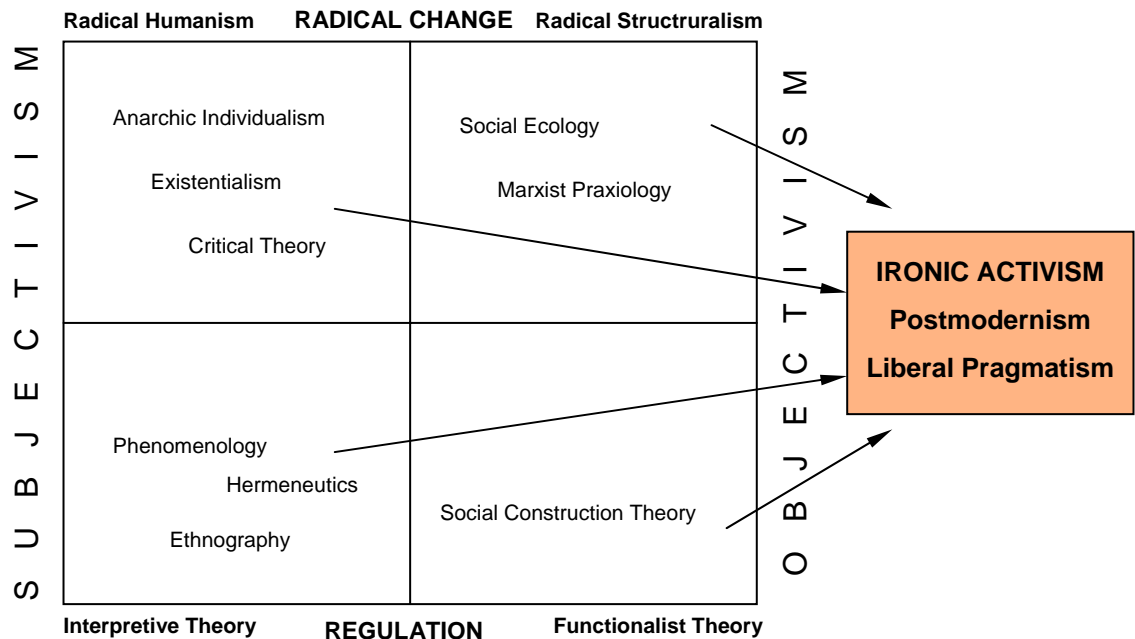 Radical Humanism RADICAL CHANGE Radical Structruralism
SUBJECTIVISM
OBJECTIVISM
Anarchic Individualism
Existentialism
Critical Theory
Social Ecology
Marxist Praxiology
Phenomenology
Hermeneutics
Ethnography
Social Construction Theory
IRONIC ACTIVISM
Postmodernism
Liberal Pragmatism
Interpretive Theory REGULATION Functionalist Theory